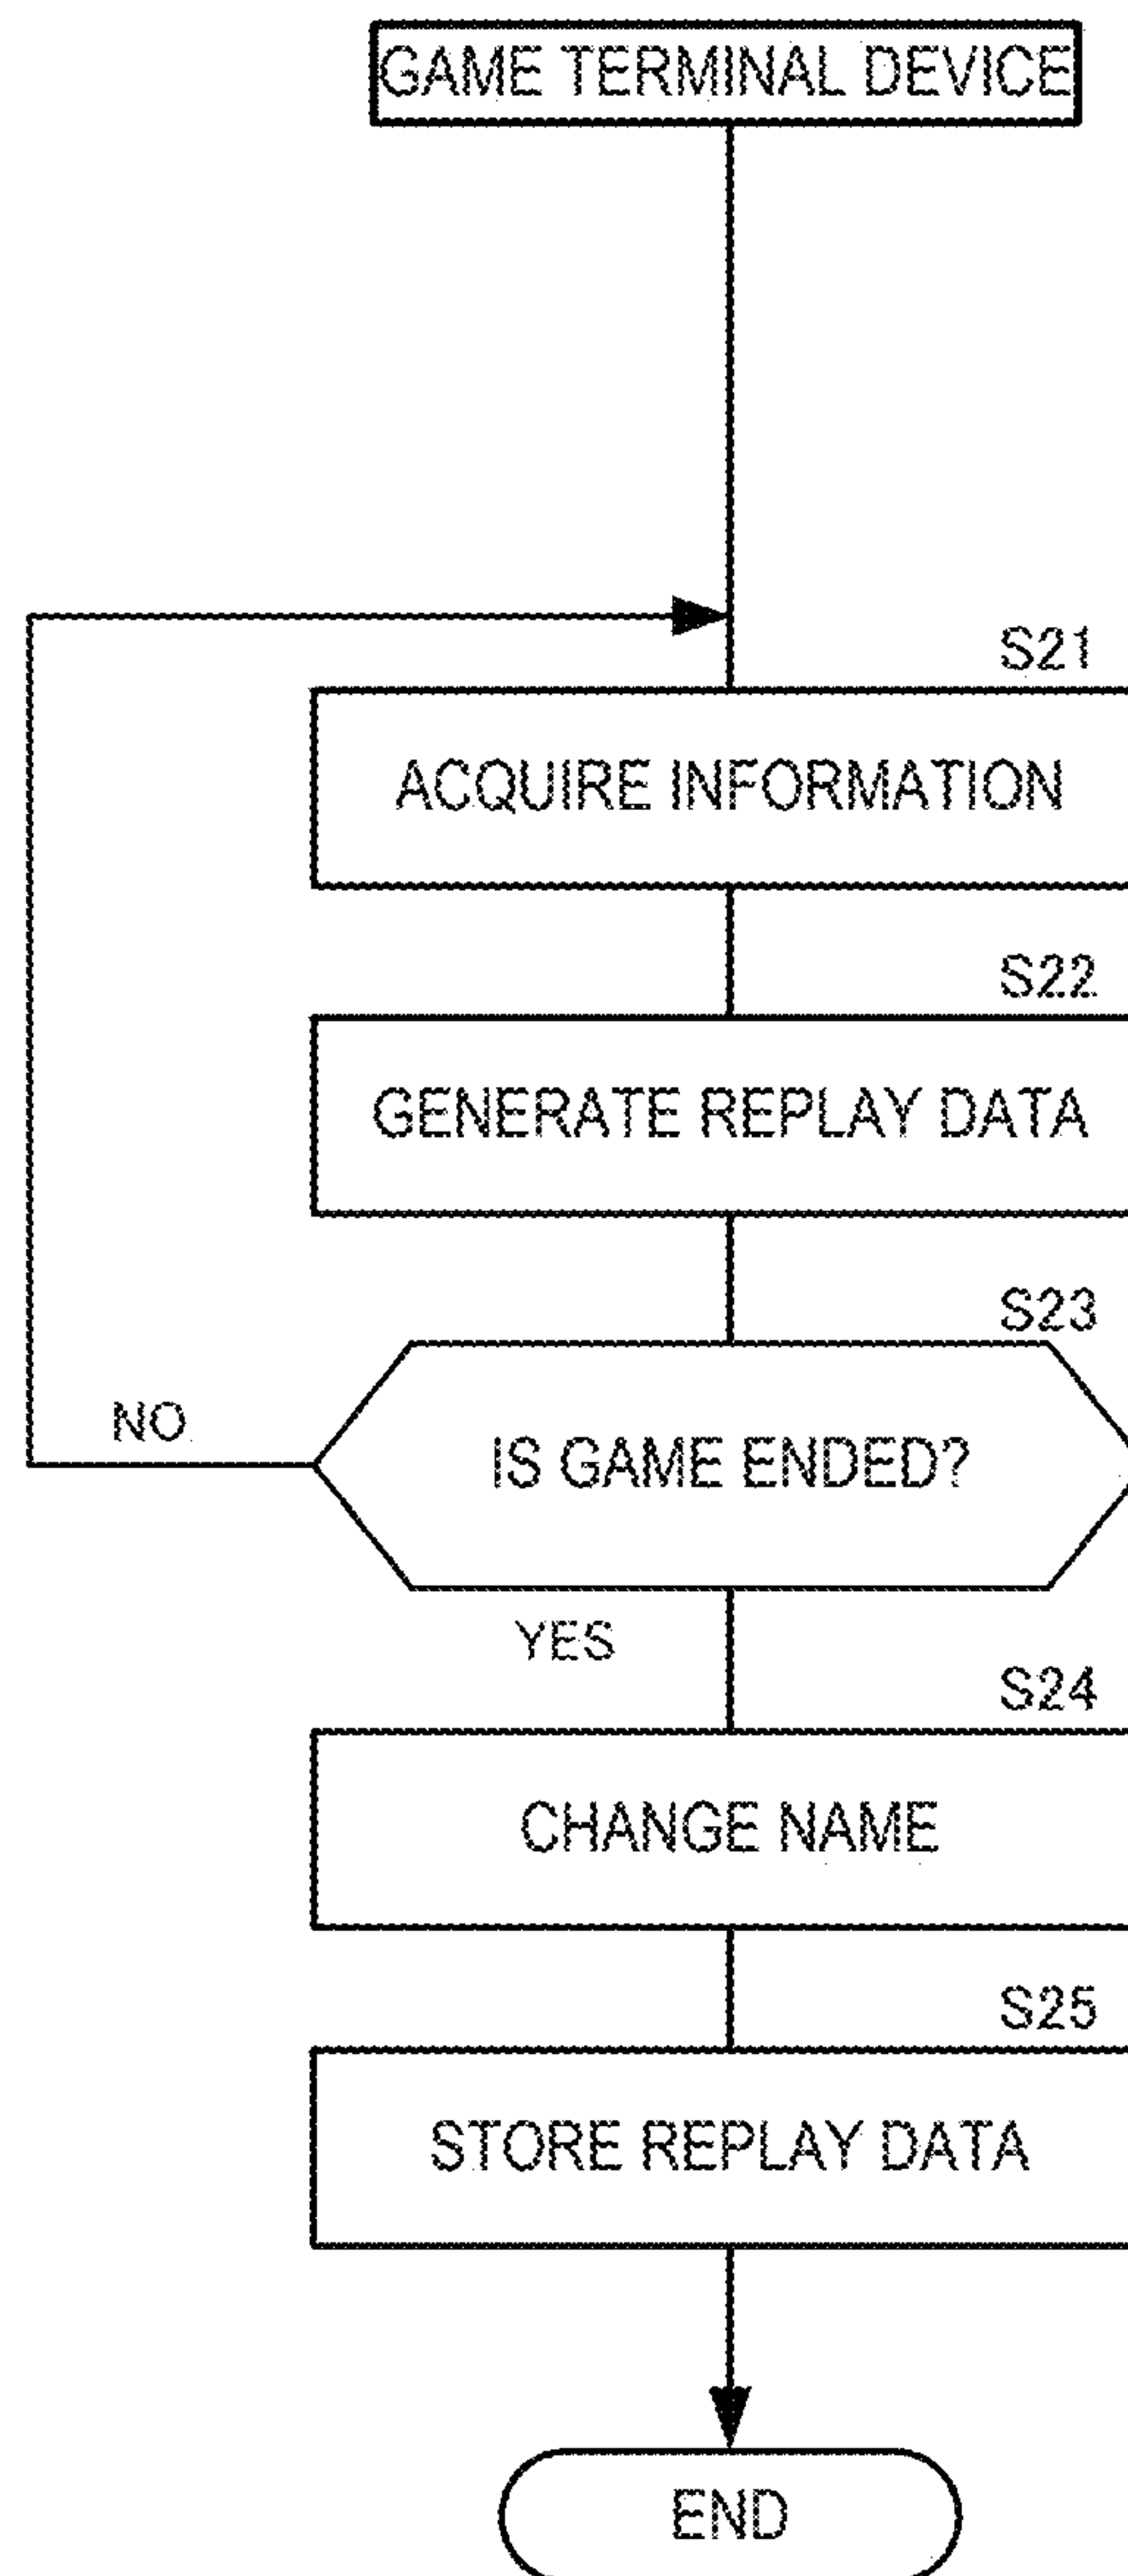 GAME TERMINAL DEVICE
S21
ACQUIRE INFORMATION
S22
GENERATE REPLAY DATA
S23
NO
IS GAME ENDED?
YES
S24
CHANGE NAME
S25
STORE REPLAY DATA
END